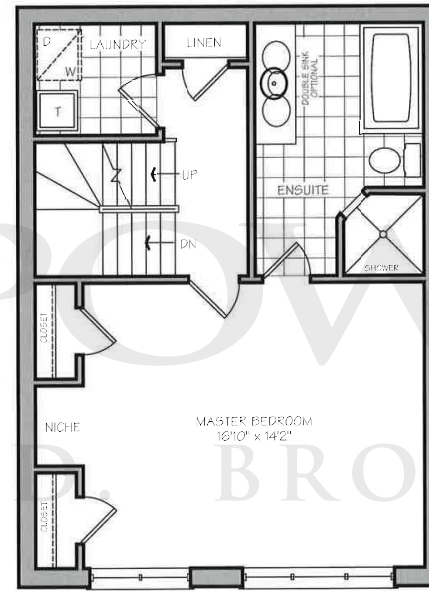 D
LAUNDRY
LINEN
W
T
DOUBLE SINK
OPTIONAL
UP
ENSUITE
DN
SHOWER
CLOSET
NICHE
MASTER BEDROOM
16'10" x 14'2"
CLOSET
POW
D. BRO